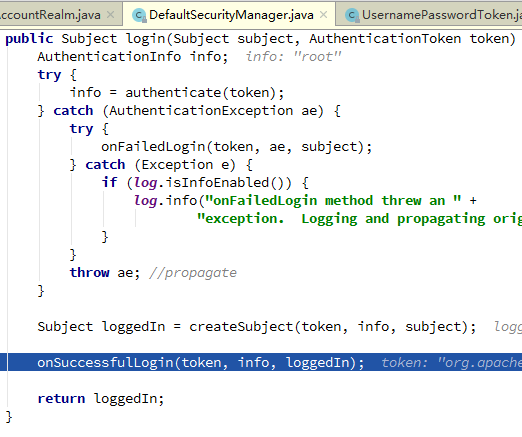 ccountRealm.java × DefaultSecurityManager.java × UsernamePasswordToken.ja
public Subject login(Subject subject, AuthenticationToken token)
AuthenticationInfo info; info: "root"
try {
info = authenticate(token);
} catch (AuthenticationException ae) {
try {
onFailedLogin(token, ae, subject);
} catch (Exception e) {
if (log.isInfoEnabled()) {
log.info("onFailedLogin method threw an " +
"exception.  Logging and propagating orig
}
}
throw ae; //propagate
}
Subject loggedIn = createSubject(token, info, subject); logg
onSuccessfulLogin(token, info, loggedIn); token: "org.apache
return loggedIn;
}